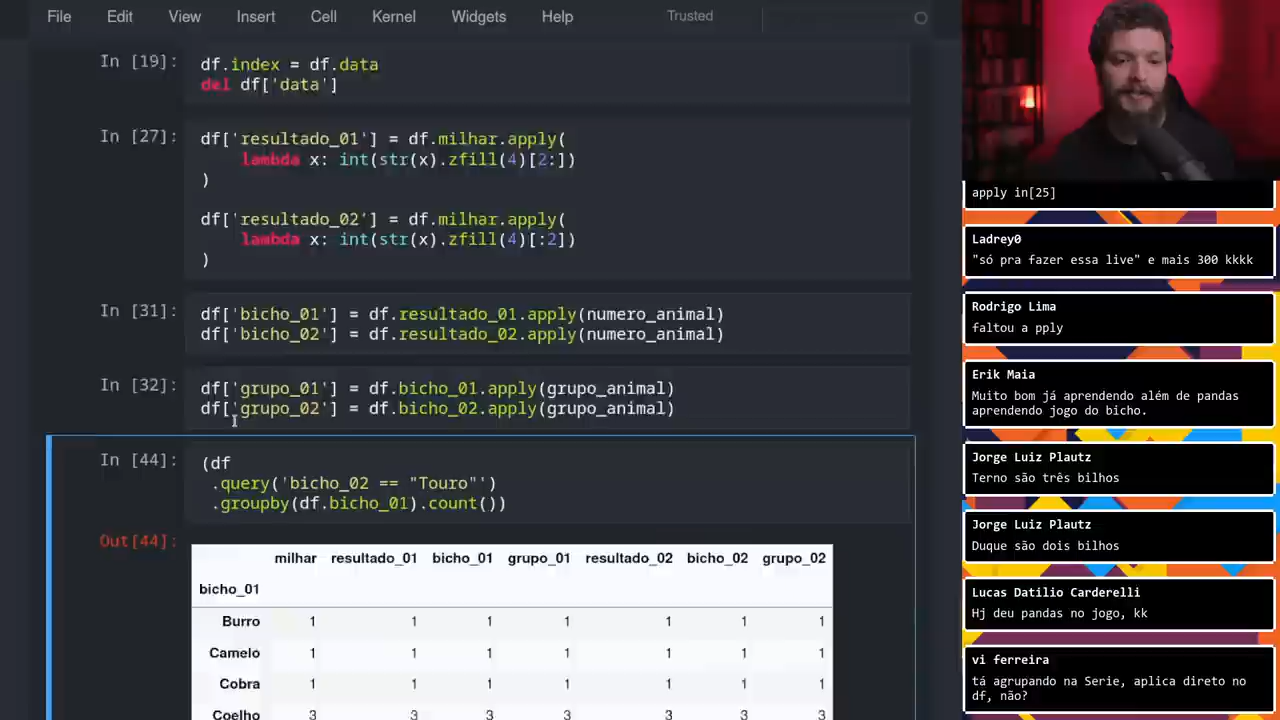 File Edit View Insert Cell Kernel Widgets Help Trusted
In [19]:
df.index = df.data
del df['data']
In [27]:
df['resultado_01'] = df.milhar.apply(
    lambda x: int(str(x).zfill(4)[2:])
)
df['resultado_02'] = df.milhar.apply(
    lambda x: int(str(x).zfill(4)[:2])
)
In [31]:
df['bicho_01'] = df.resultado_01.apply(numero_animal)
df['bicho_02'] = df.resultado_02.apply(numero_animal)
In [32]:
df['grupo_01'] = df.bicho_01.apply(grupo_animal)
df['grupo_02'] = df.bicho_02.apply(grupo_animal)
In [44]:
(df
 .query('bicho_02 == "Touro"')
 .groupby(df.bicho_01).count())
Out[44]:
milhar resultado_01 bicho_01 grupo_01 resultado_02 bicho_02 grupo_02
bicho_01
Burro 1 1 1 1 1 1 1
Camelo 1 1 1 1 1 1 1
Cobra 1 1 1 1 1 1 1
Coelho 3 3 3 3 3 3 3
apply in[25]
Ladrey0
"só pra fazer essa live" e mais 300 kkkk
Rodrigo Lima
faltou a pply
Erik Maia
Muito bom já aprendendo além de pandas
aprendendo jogo do bicho.
Jorge Luiz Plautz
Terno são três bilhos
Jorge Luiz Plautz
Duque são dois bilhos
Lucas Datilio Carderelli
Hj deu pandas no jogo, kk
vi ferreira
tá agrupando na Serie, aplica direto no
df, não?